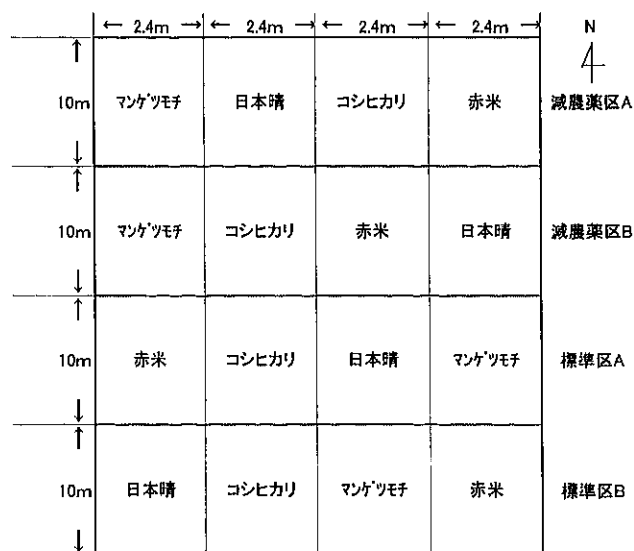 ← 2.4m → ← 2.4m → ← 2.4m → ← 2.4m → N
10m マンゲツモチ 日本晴 コシヒカリ 赤米 減農薬区A
10m マンゲツモチ コシヒカリ 赤米 日本晴 減農薬区B
10m 赤米 コシヒカリ 日本晴 マンゲツモチ 標準区A
10m 日本晴 コシヒカリ マンゲツモチ 赤米 標準区B